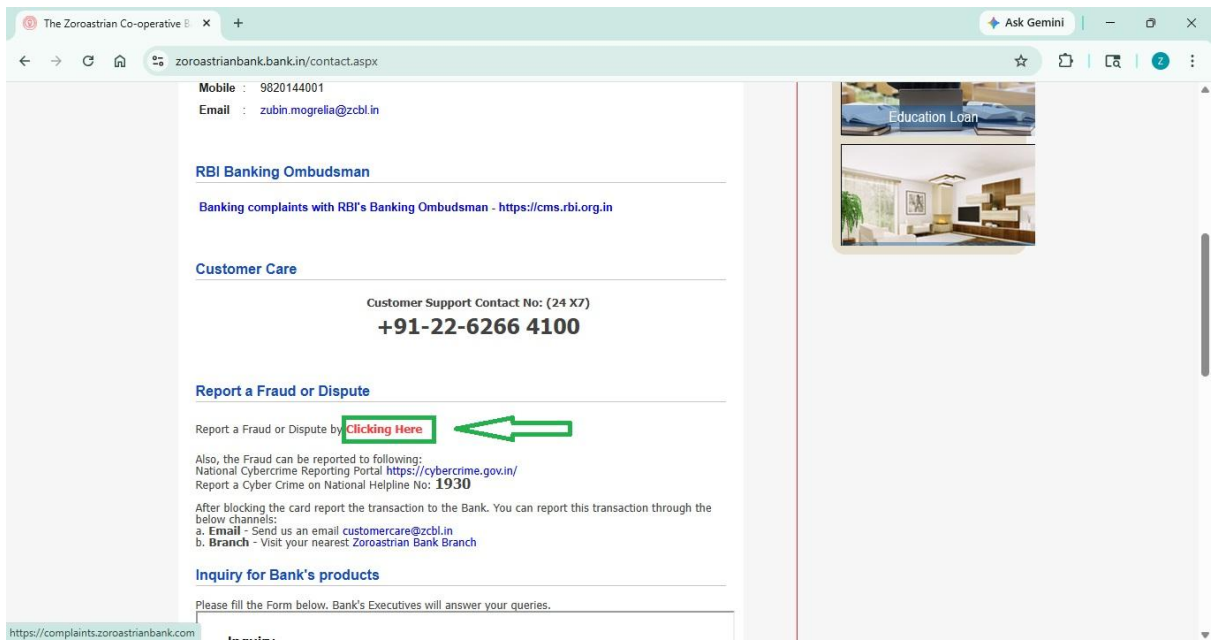 The Zoroastrian Co-operative B
Ask Gemini
zoroastrianbank.bank.in/contact.aspx
Z
Mobile : 9820144001
Email : zubin.mogrelia@zcbl.in
Education Loan
RBI Banking Ombudsman
Banking complaints with RBI's Banking Ombudsman - https://cms.rbi.org.in
Customer Care
Customer Support Contact No: (24 X7)
+91-22-6266 4100
Report a Fraud or Dispute
Report a Fraud or Dispute by Clicking Here
Also, the Fraud can be reported to following:
National Cybercrime Reporting Portal https://cybercrime.gov.in/
Report a Cyber Crime on National Helpline No: 1930
After blocking the card report the transaction to the Bank. You can report this transaction through the
below channels:
a. Email - Send us an email customercare@zcbl.in
b. Branch - Visit your nearest Zoroastrian Bank Branch
Inquiry for Bank's products
Please fill the Form below. Bank's Executives will answer your queries.
Inquiry
https://complaints.zoroastrianbank.com